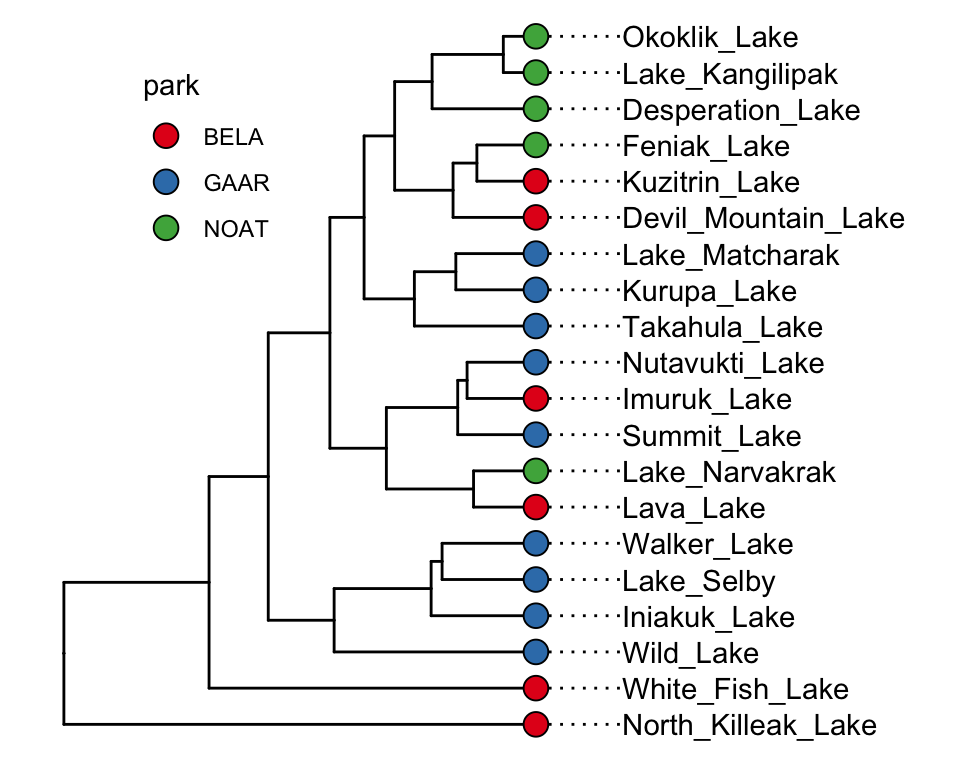 park
BELA
GAAR
NOAT
Okoklik_Lake
Lake_Kangilipak
Desperation_Lake
Feniak_Lake
Kuzitrin_Lake
Devil_Mountain_Lake
Lake_Matcharak
Kurupa_Lake
Takahula_Lake
Nutavukti_Lake
Imuruk_Lake
Summit_Lake
Lake_Narvakrak
Lava_Lake
Walker_Lake
Lake_Selby
Iniakuk_Lake
Wild_Lake
White_Fish_Lake
North_Killeak_Lake